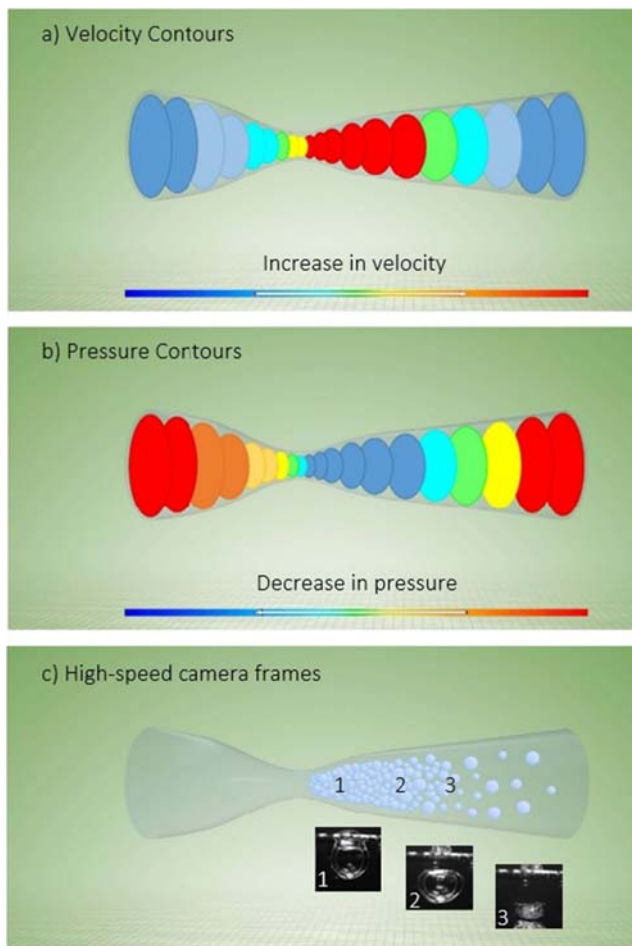 a) Velocity Contours
Increase in velocity
b) Pressure Contours
Decrease in pressure
c) High-speed camera frames
1 2 3
1
2
3